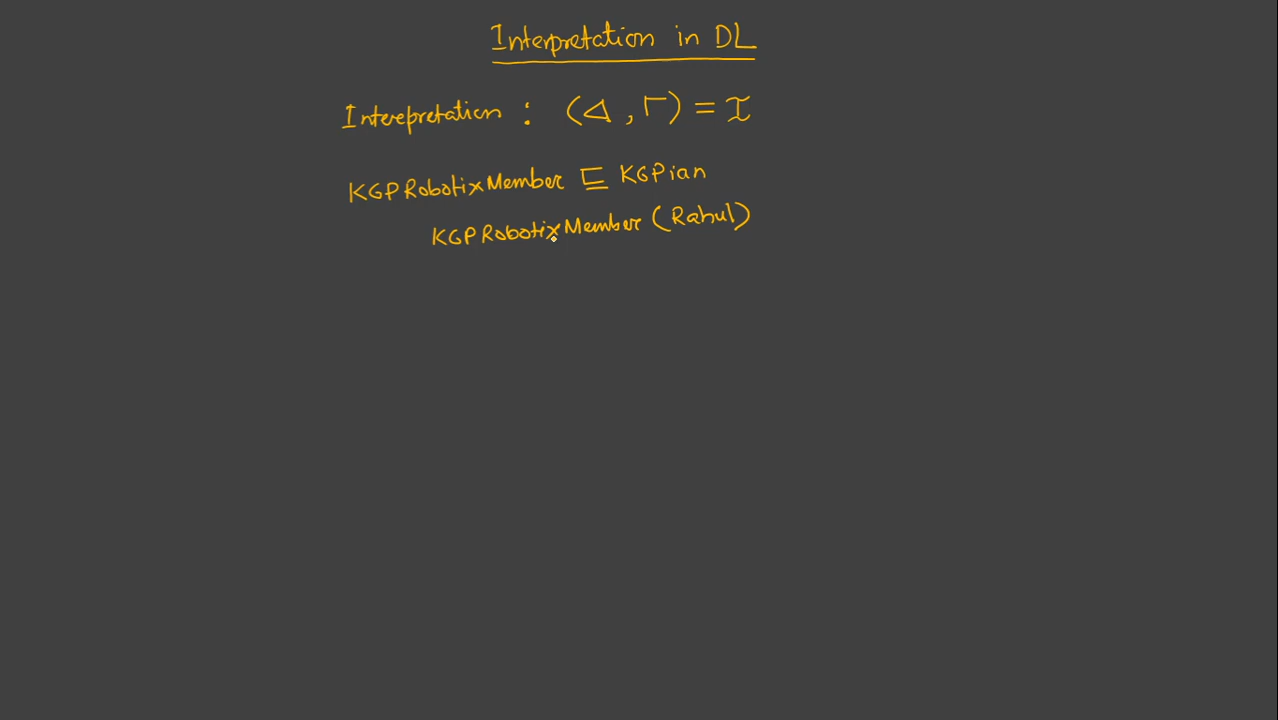 Interpretation in DL
Interepretation : (Δ, Γ) = I
KGPRobotixMember ⊑ KGPian
KGPRobotixMember (Rahul)